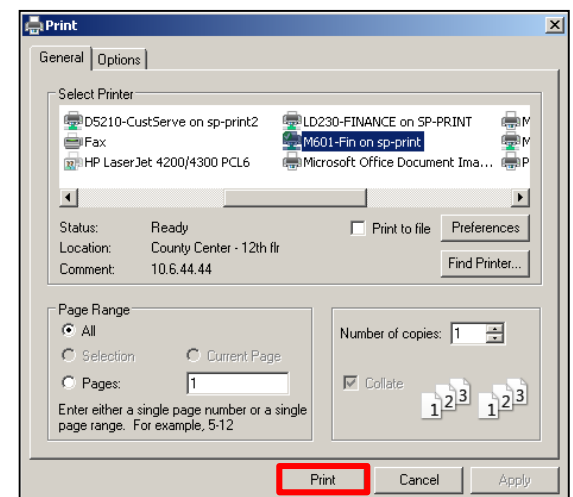 Print
General Options
Select Printer
D5210-CustServe on sp-print2 LD230-FINANCE on SP-PRINT M
Fax M601-Fin on sp-print M
HP LaserJet 4200/4300 PCL6 Microsoft Office Document Ima... P
Status: Ready Print to file Preferences
Location: County Center - 12th flr
Comment: 10.6.44.44 Find Printer...
Page Range
All Number of copies: 1
Selection Current Page
Pages: 1 Collate
Enter either a single page number or a single
page range. For example, 5-12
1 2 3 1 2 3
Print Cancel Apply